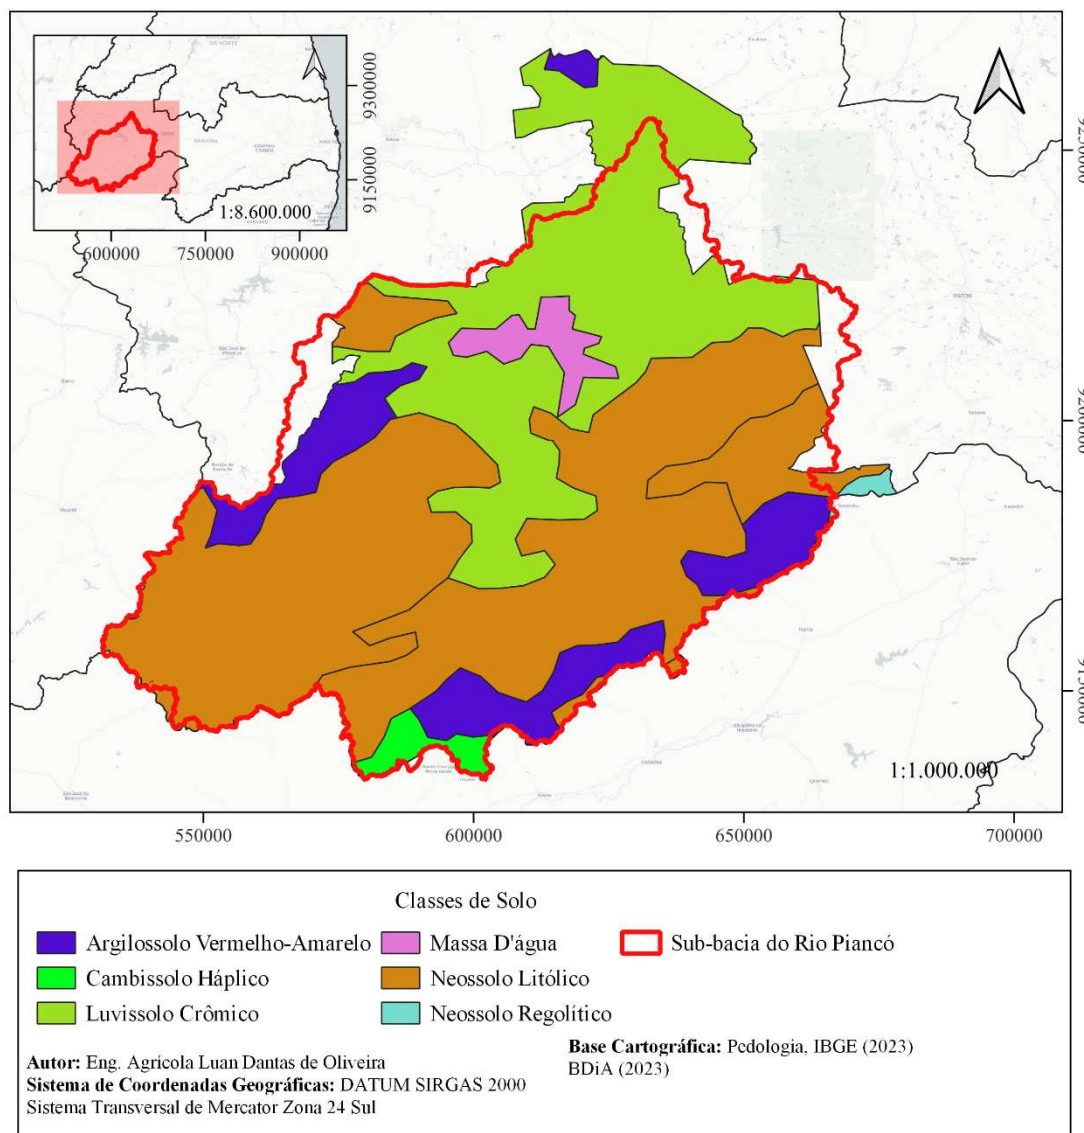 9300000
9150000
1:8.600.000
600000
750000
900000
9250000
9200000
9150000
1:1.000.000
550000
600000
650000
700000
Classes de Solo
Argilossolo Vermelho-Amarelo
Massa D'água
Sub-bacia do Rio Piancó
Cambissolo Háplico
Neossolo Litólico
Luvissolo Crômico
Neossolo Regolítico
Autor: Eng. Agrícola Luan Dantas de Oliveira
Base Cartográfica: Pedologia, IBGE (2023)
BDiA (2023)
Sistema de Coordenadas Geográficas: DATUM SIRGAS 2000
Sistema Transversal de Mercator Zona 24 Sul